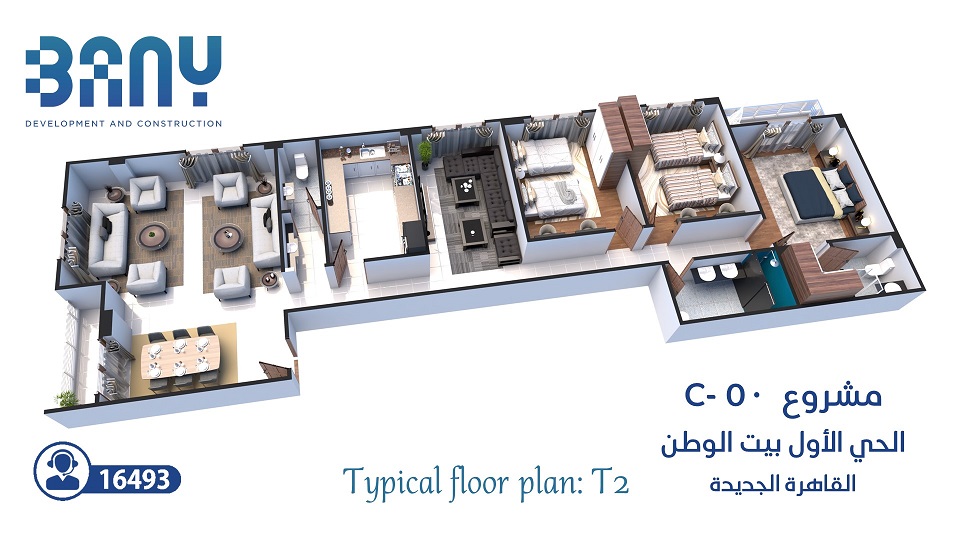 BANY
DEVELOPMENT AND CONSTRUCTION
مشروع C- ٥٠
الحي الأول بيت الوطن
القاهرة الجديدة
Typical floor plan: T2
16493